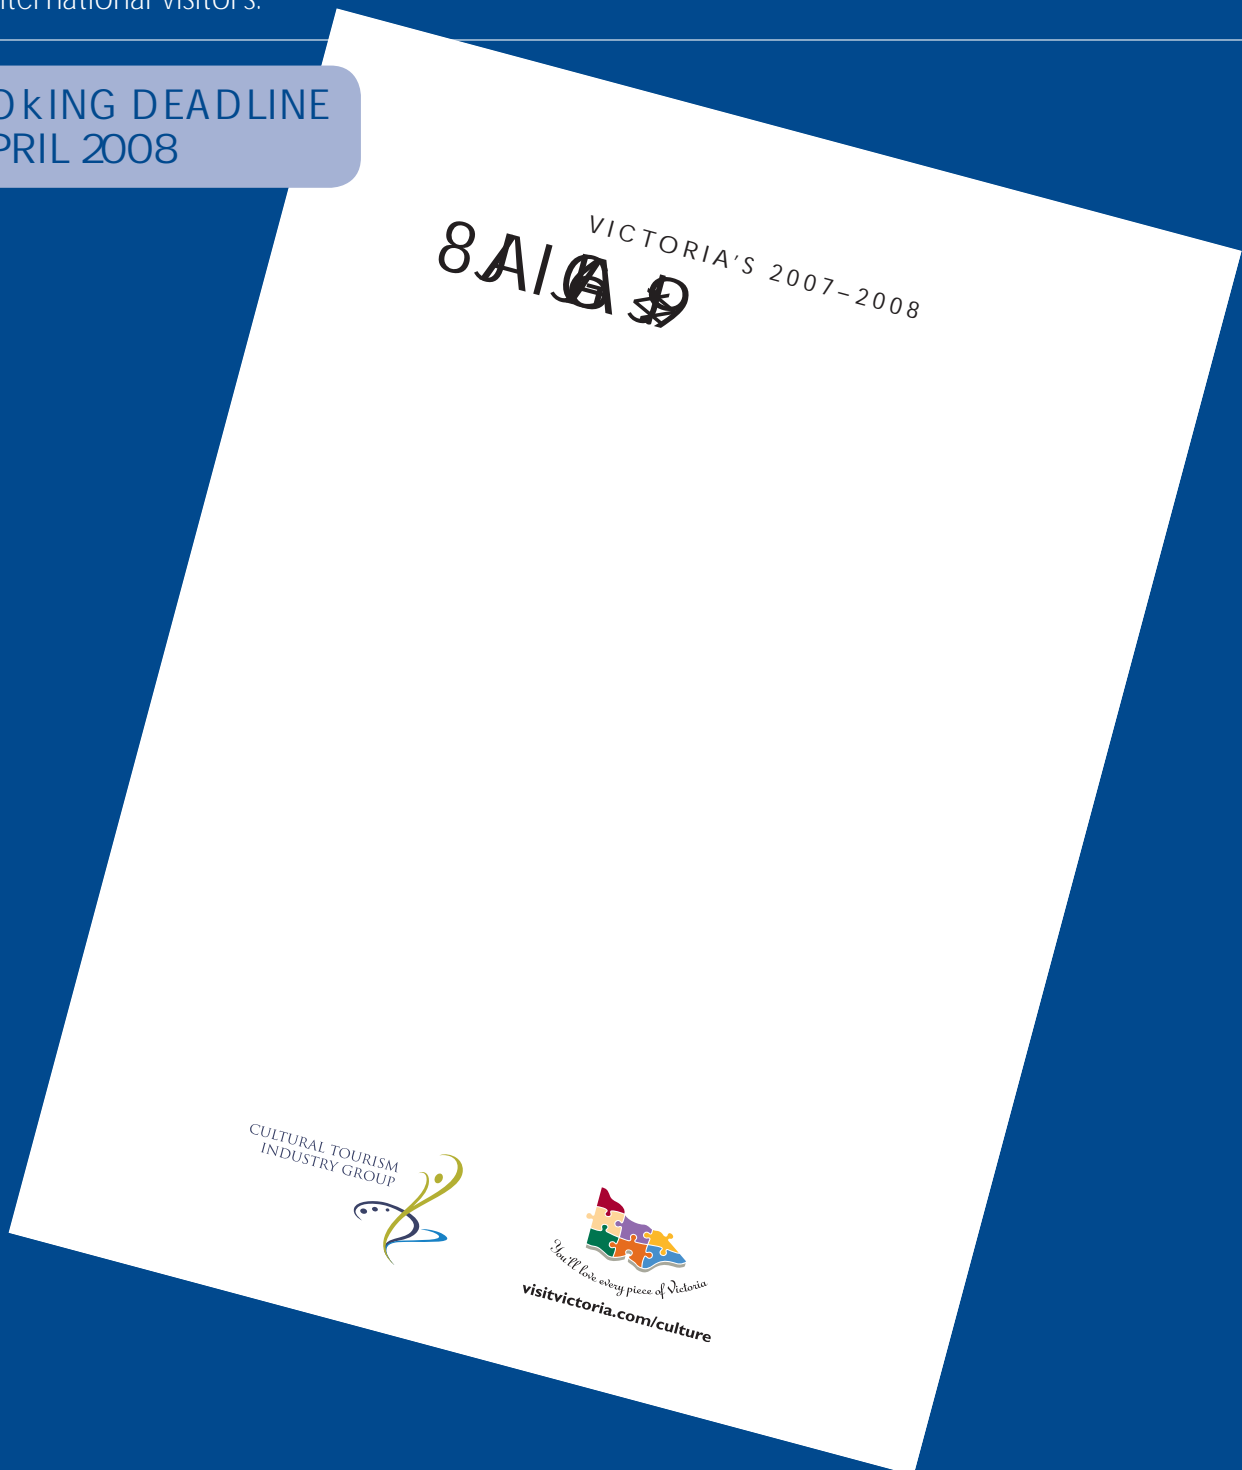 international visitors.
OkING DEADLINE
PRIL 2008
VICTORIA'S 2007–2008
CULTURAL TOURISM
INDUSTRY GROUP
You'll love every piece of Victoria
visitvictoria.com/culture